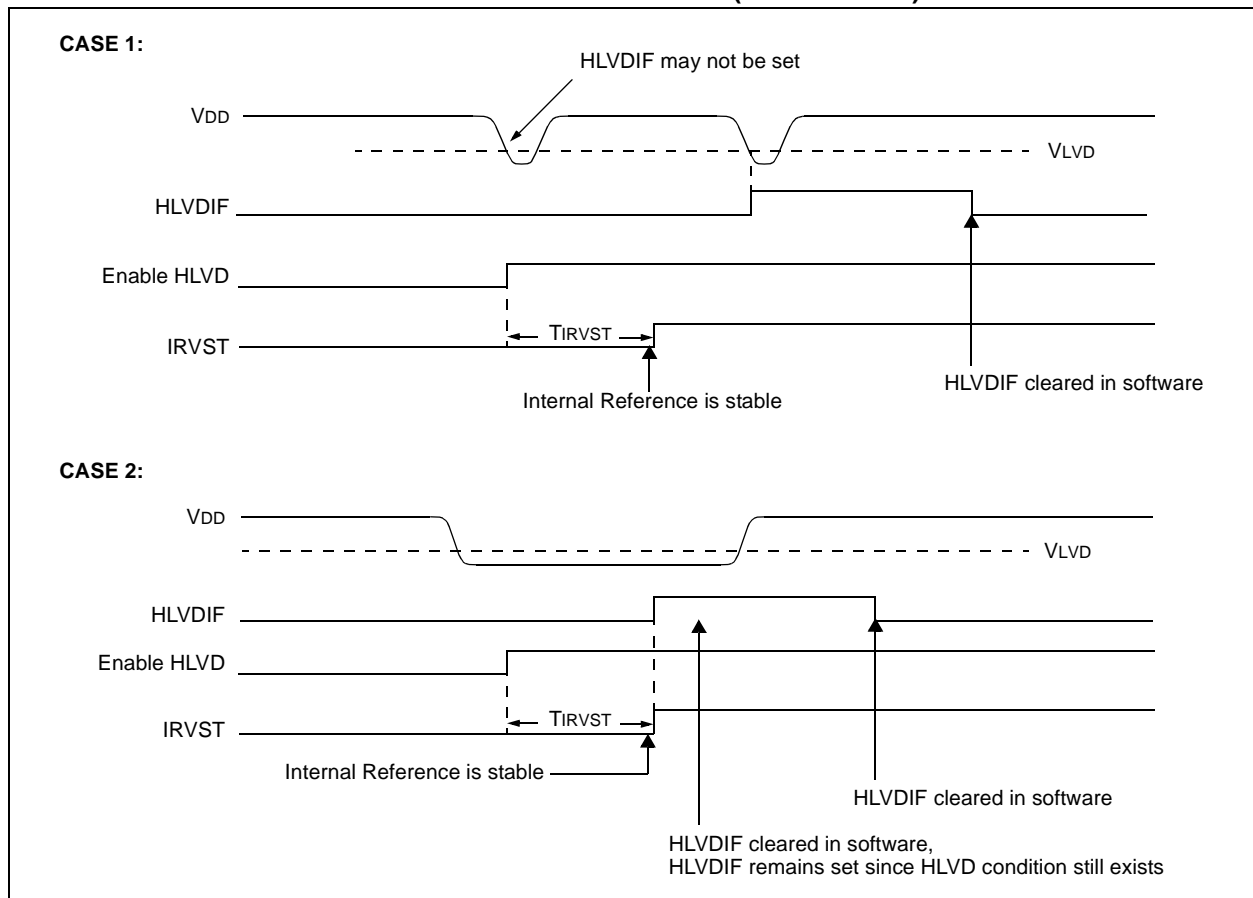 CASE 1:
HLVDIF may not be set
VDD
VLVD
HLVDIF
Enable HLVD
TIRVST
IRVST
HLVDIF cleared in software
Internal Reference is stable
CASE 2:
VDD
VLVD
HLVDIF
Enable HLVD
TIRVST
IRVST
Internal Reference is stable
HLVDIF cleared in software
HLVDIF cleared in software,
HLVDIF remains set since HLVD condition still exists